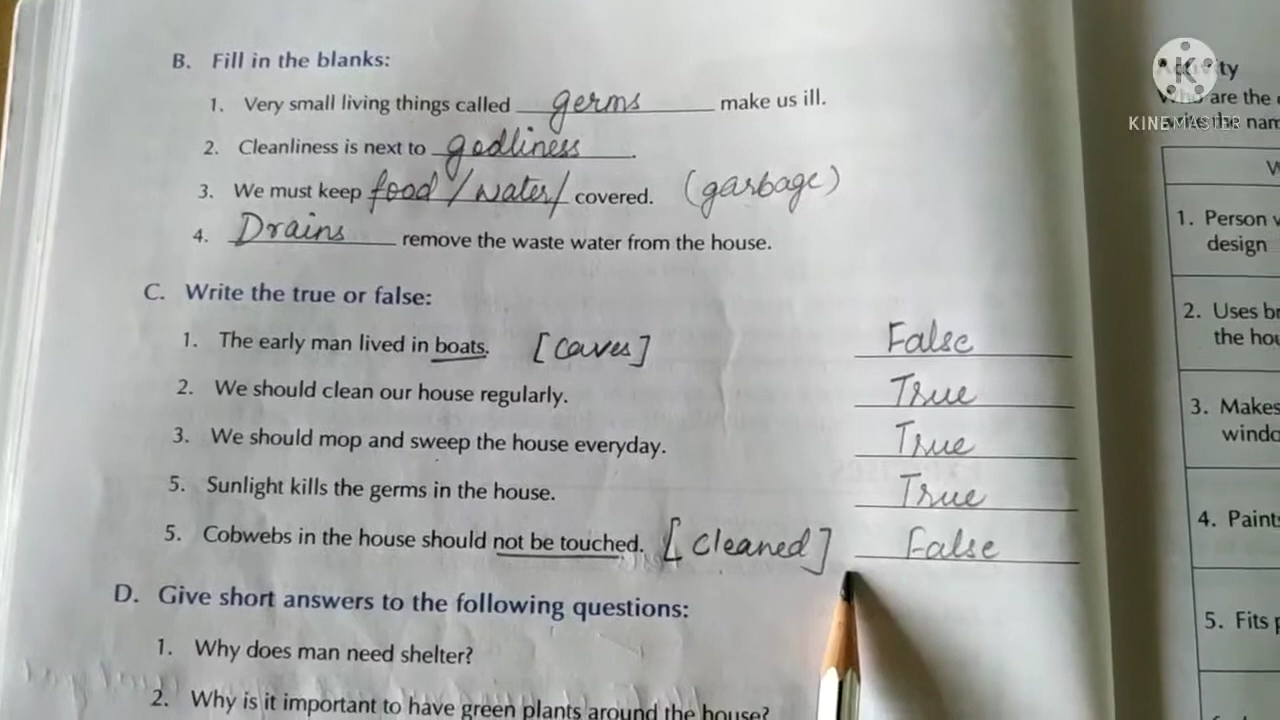 B. Fill in the blanks:
1. Very small living things called germs make us ill.
2. Cleanliness is next to godliness.
3. We must keep food/water/ covered. (garbage)
4. Drains remove the waste water from the house.
C. Write the true or false:
1. The early man lived in boats. [caves] False
2. We should clean our house regularly. True
3. We should mop and sweep the house everyday. True
5. Sunlight kills the germs in the house. True
5. Cobwebs in the house should not be touched. [cleaned] False
D. Give short answers to the following questions:
1. Why does man need shelter?
2. Why is it important to have green plants around the house?
Activity
Who are the
KINEMASTER
W
1. Person
design
2. Uses
the
3. Makes
4. Paint
5. Fits